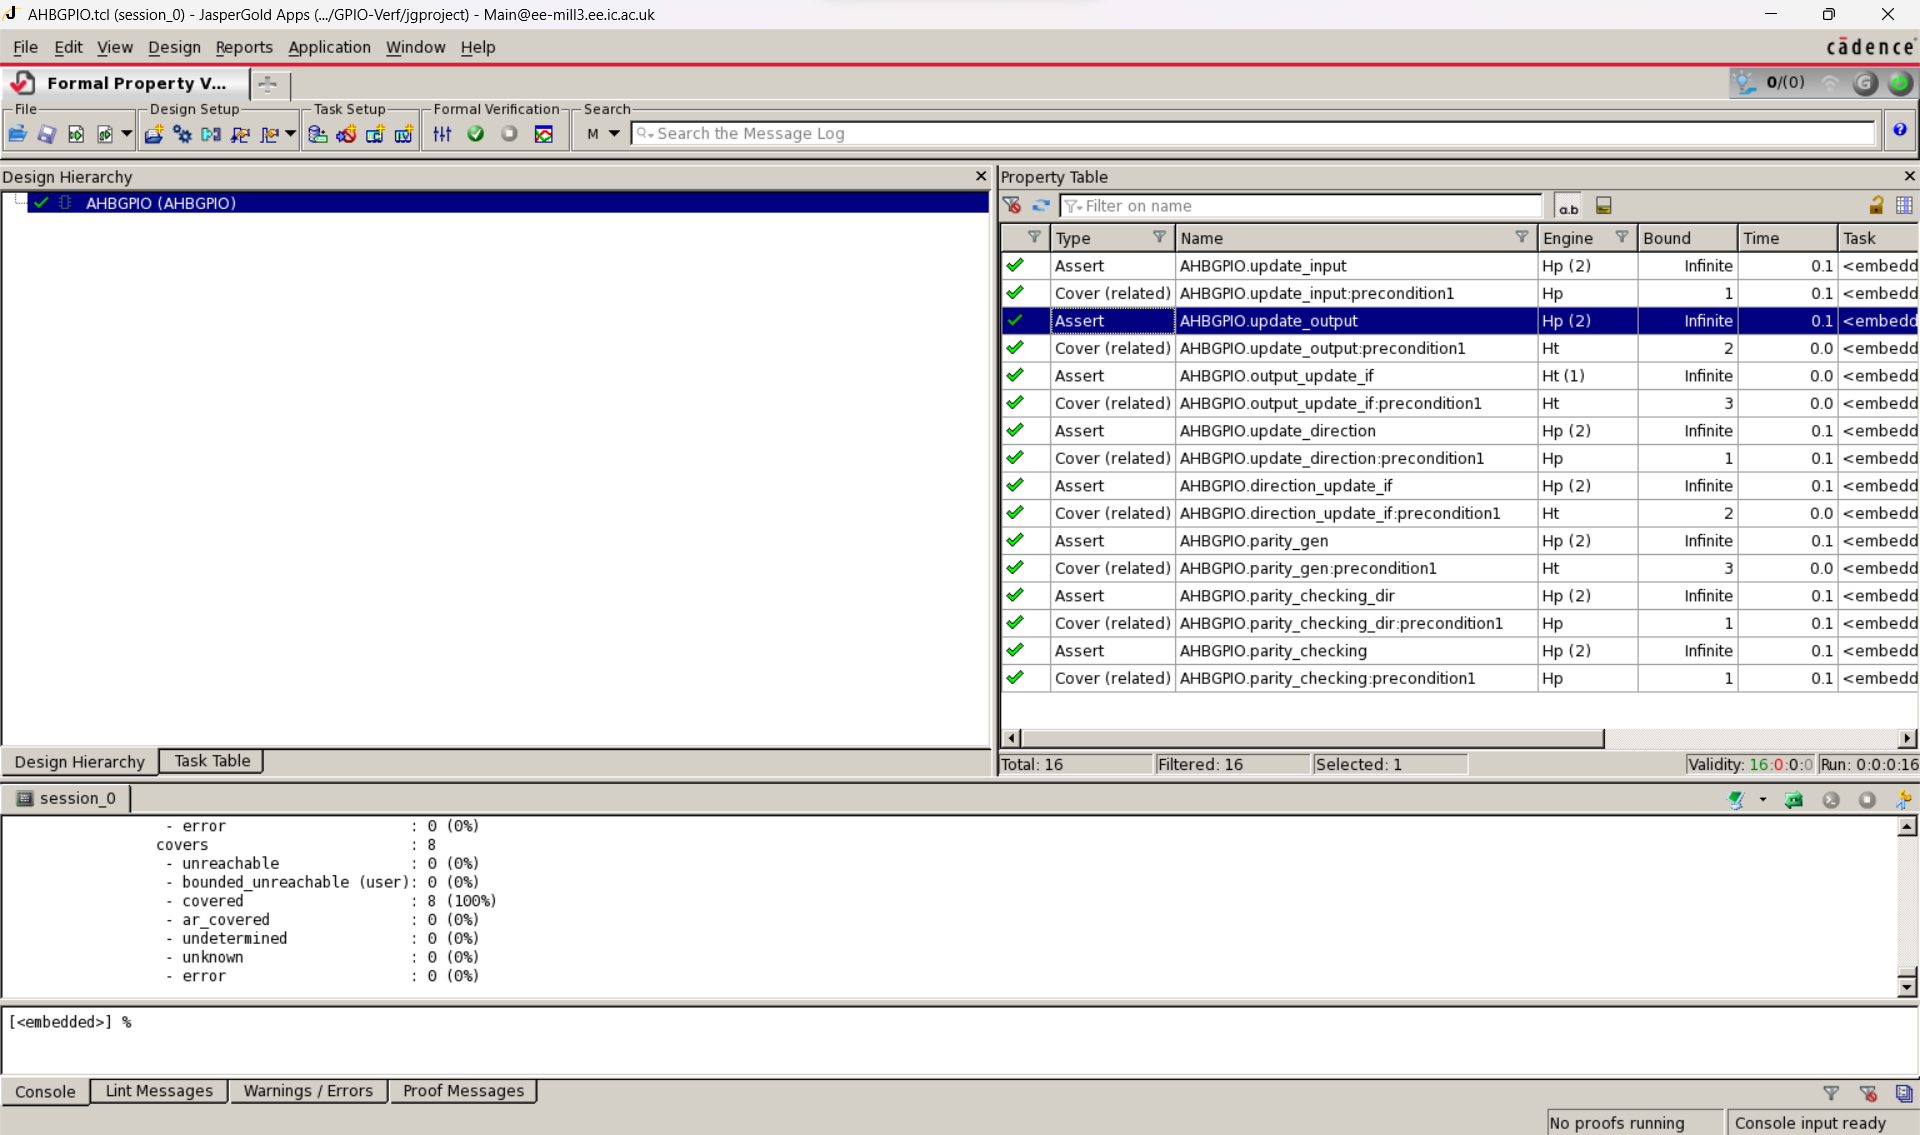 AHBGPIO.tcl (session_0) - JasperGold Apps (.../GPIO-Verf/jgproject) - Main@ee-mill3.ee.ic.ac.uk
File Edit View Design Reports Application Window Help
cādence
Formal Property V...
0/(0)
File Design Setup Task Setup Formal Verification Search
M Search the Message Log
Design Hierarchy
AHBGPIO (AHBGPIO)
Property Table
Filter on name
a.b
Type Name Engine Bound Time Task
Assert AHBGPIO.update_input Hp (2) Infinite 0.1 <embedd
Cover (related) AHBGPIO.update_input:precondition1 Hp 1 0.1 <embedd
Assert AHBGPIO.update_output Hp (2) Infinite 0.1 <embedd
Cover (related) AHBGPIO.update_output:precondition1 Ht 2 0.0 <embedd
Assert AHBGPIO.output_update_if Ht (1) Infinite 0.0 <embedd
Cover (related) AHBGPIO.output_update_if:precondition1 Ht 3 0.0 <embedd
Assert AHBGPIO.update_direction Hp (2) Infinite 0.1 <embedd
Cover (related) AHBGPIO.update_direction:precondition1 Hp 1 0.1 <embedd
Assert AHBGPIO.direction_update_if Hp (2) Infinite 0.1 <embedd
Cover (related) AHBGPIO.direction_update_if:precondition1 Ht 2 0.0 <embedd
Assert AHBGPIO.parity_gen Hp (2) Infinite 0.1 <embedd
Cover (related) AHBGPIO.parity_gen:precondition1 Ht 3 0.0 <embedd
Assert AHBGPIO.parity_checking_dir Hp (2) Infinite 0.1 <embedd
Cover (related) AHBGPIO.parity_checking_dir:precondition1 Hp 1 0.1 <embedd
Assert AHBGPIO.parity_checking Hp (2) Infinite 0.1 <embedd
Cover (related) AHBGPIO.parity_checking:precondition1 Hp 1 0.1 <embedd
Design Hierarchy Task Table
Total: 16 Filtered: 16 Selected: 1 Validity: 16:0:0:0 Run: 0:0:0:16
session_0
- error : 0 (0%)
covers : 8
- unreachable : 0 (0%)
- bounded_unreachable (user): 0 (0%)
- covered : 8 (100%)
- ar_covered : 0 (0%)
- undetermined : 0 (0%)
- unknown : 0 (0%)
- error : 0 (0%)
[<embedded>] %
Console Lint Messages Warnings / Errors Proof Messages
No proofs running Console input ready